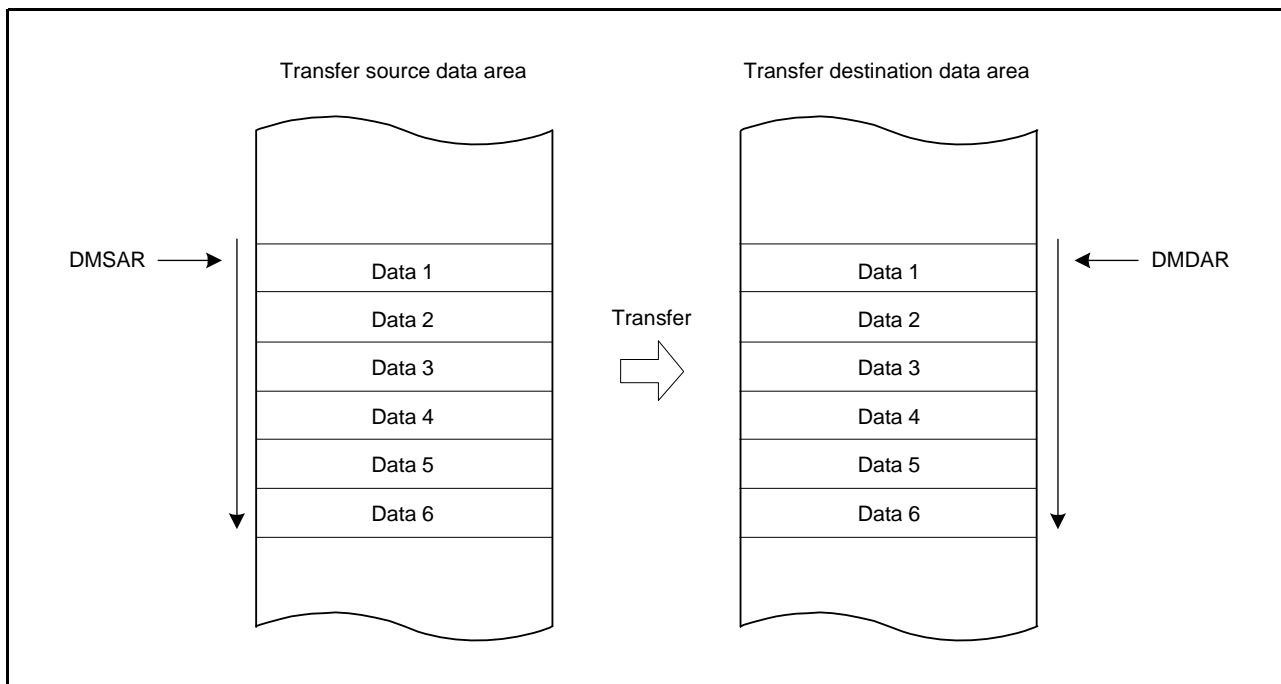 Transfer source data area
Transfer destination data area
DMSAR
Data 1
Data 2
Data 3
Data 4
Data 5
Data 6
Transfer
Data 1
Data 2
Data 3
Data 4
Data 5
Data 6
DMDAR